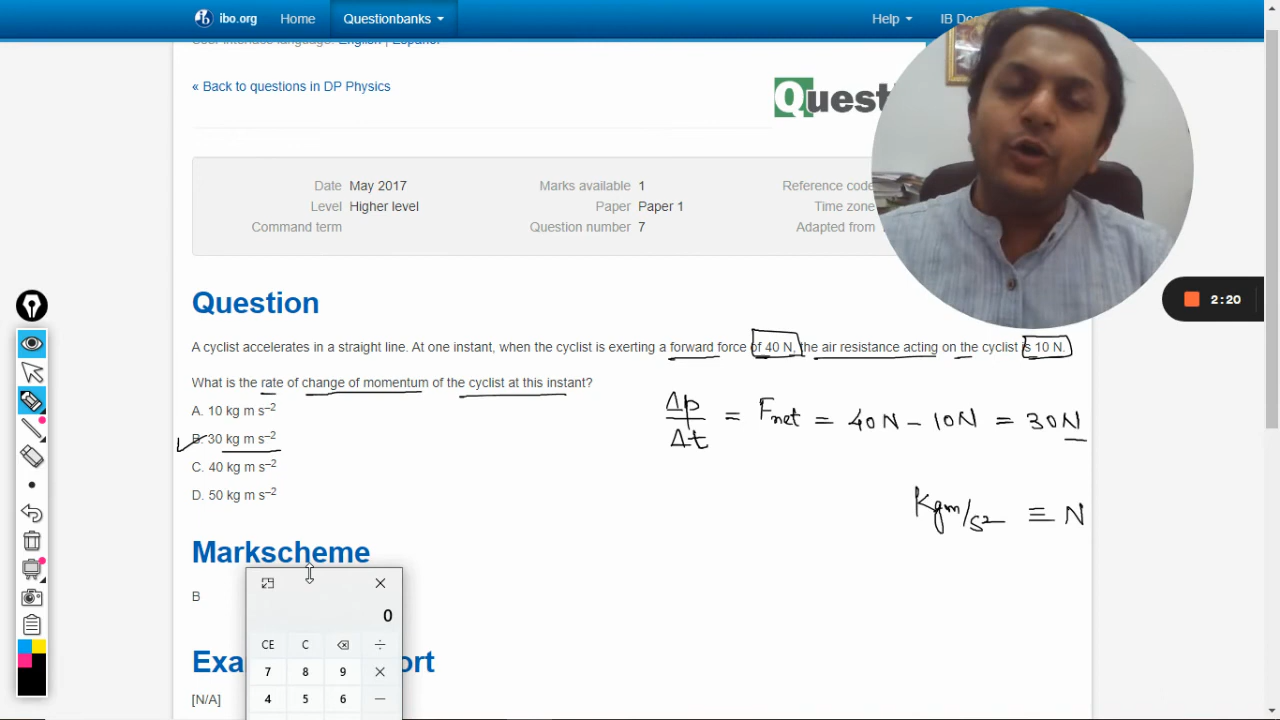 ibo.org Home Questionbanks Help
« Back to questions in DP Physics
Date May 2017 Marks available 1 Reference code
Level Higher level Paper Paper 1 Time zone
Command term Question number 7 Adapted from
Question
2:20
A cyclist accelerates in a straight line. At one instant, when the cyclist is exerting a forward force of 40 N, the air resistance acting on the cyclist is 10 N.
What is the rate of change of momentum of the cyclist at this instant?
A. 10 kg m s–2
B. 30 kg m s–2
C. 40 kg m s–2
D. 50 kg m s–2
Δp/Δt = Fnet = 40N – 10N = 30N
Kgm/s2 ≡ N
Markscheme
B
0
CE C ÷
7 8 9 ×
4 5 6 −
[N/A]